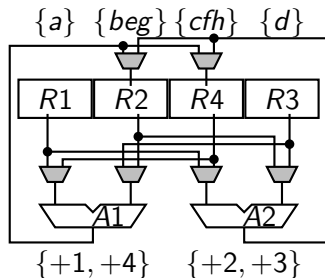 {a} {beg} {cfh} {d}
R1 R2 R4 R3
A1 A2
{+1, +4} {+2, +3}